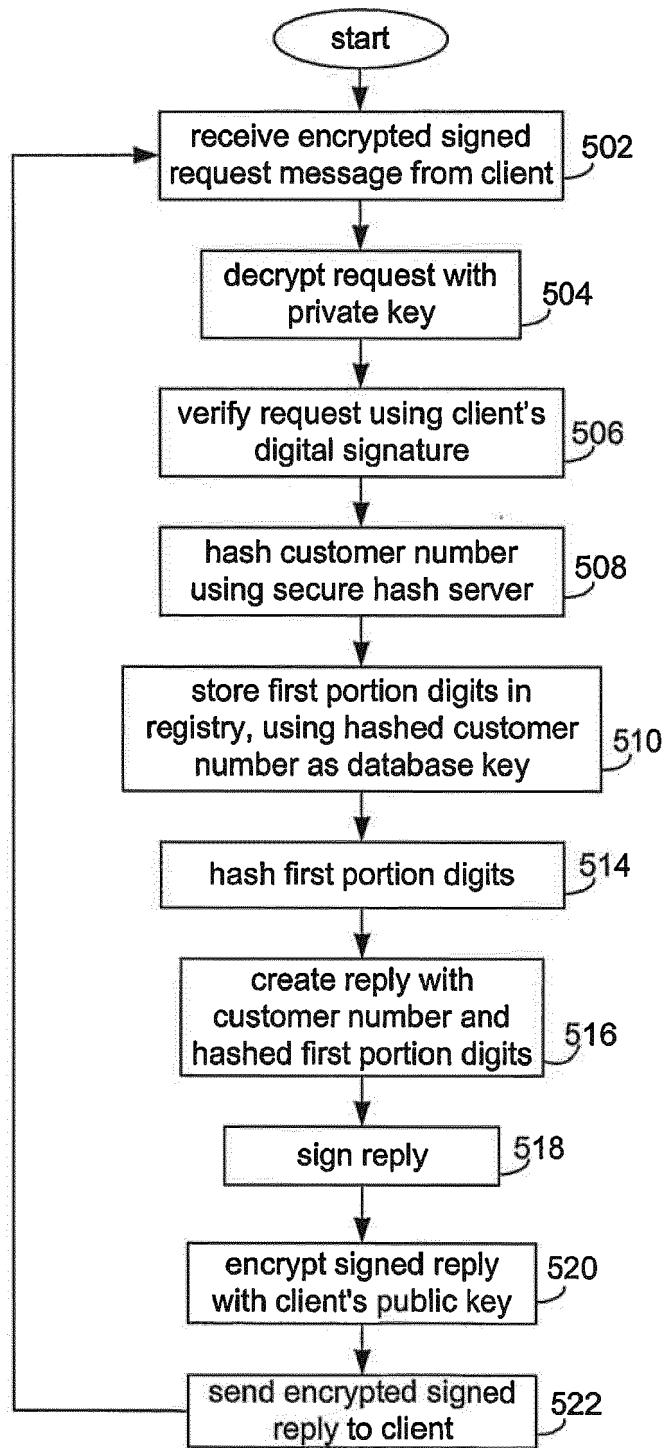 start
receive encrypted signed
request message from client
502
decrypt request with
private key
504
verify request using client's
digital signature
506
hash customer number
using secure hash server
508
store first portion digits in
registry, using hashed customer
number as database key
510
hash first portion digits
514
create reply with
customer number and
hashed first portion digits
516
sign reply
518
encrypt signed reply
with client's public key
520
send encrypted signed
reply to client
522